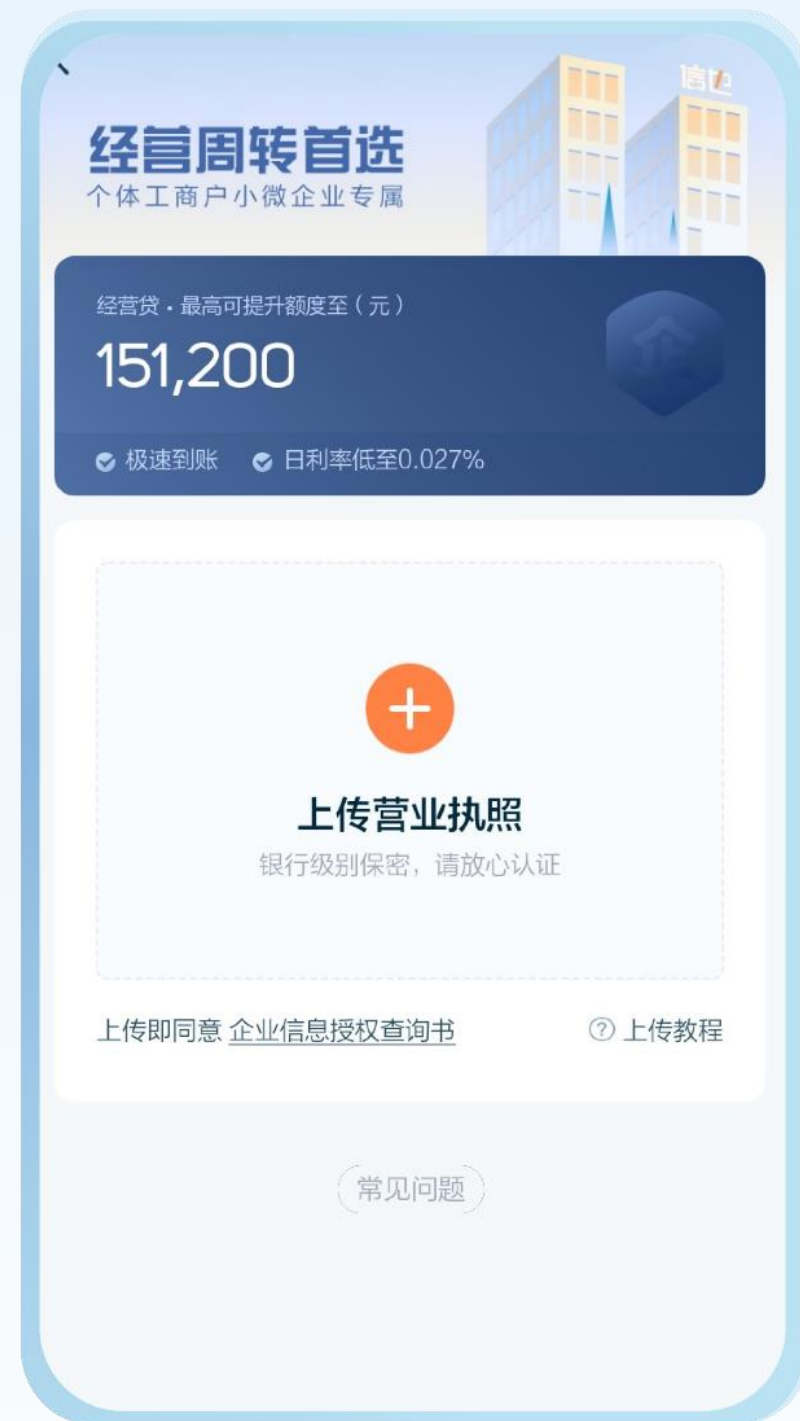 信也
经营周转首选
个体工商户小微企业专属
经营贷·最高可提升额度至（元）
151,200
企
极速到账 日利率低至0.027%
上传营业执照
银行级别保密，请放心认证
上传即同意 企业信息授权查询书 ? 上传教程
常见问题